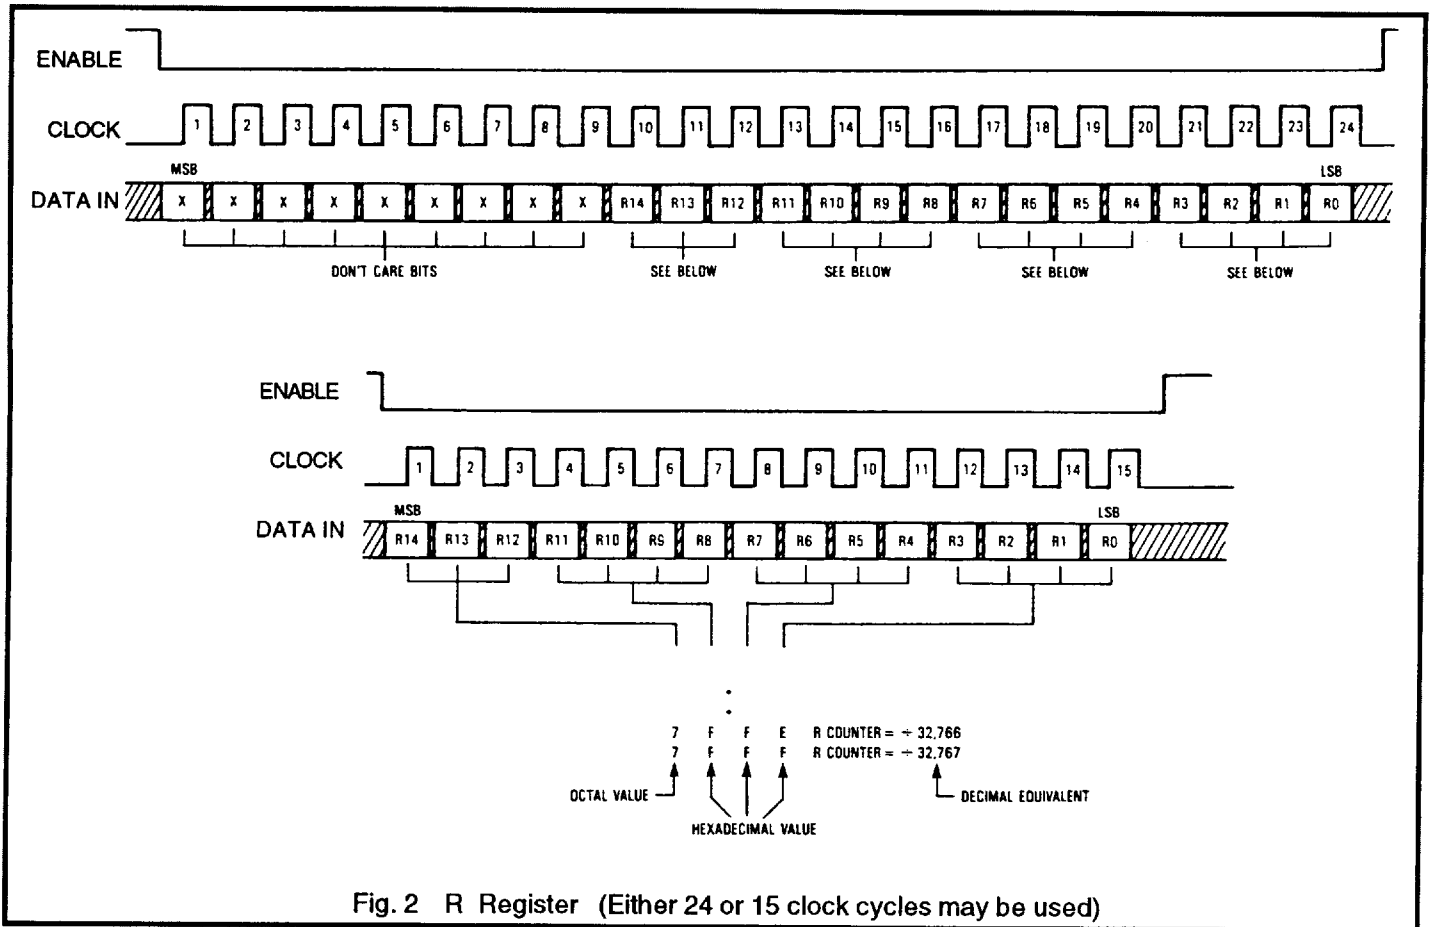 ENABLE
CLOCK 1 2 3 4 5 6 7 8 9 10 11 12 13 14 15 16 17 18 19 20 21 22 23 24
MSB LSB
DATA IN X X X X X X X X X R14 R13 R12 R11 R10 R9 R8 R7 R6 R5 R4 R3 R2 R1 R0
DON'T CARE BITS SEE BELOW SEE BELOW SEE BELOW SEE BELOW
ENABLE
CLOCK 1 2 3 4 5 6 7 8 9 10 11 12 13 14 15
MSB LSB
DATA IN R14 R13 R12 R11 R10 R9 R8 R7 R6 R5 R4 R3 R2 R1 R0
7 F F E R COUNTER = ÷ 32,766
7 F F F R COUNTER = ÷ 32,767
OCTAL VALUE DECIMAL EQUIVALENT
HEXADECIMAL VALUE
Fig. 2 R Register (Either 24 or 15 clock cycles may be used)